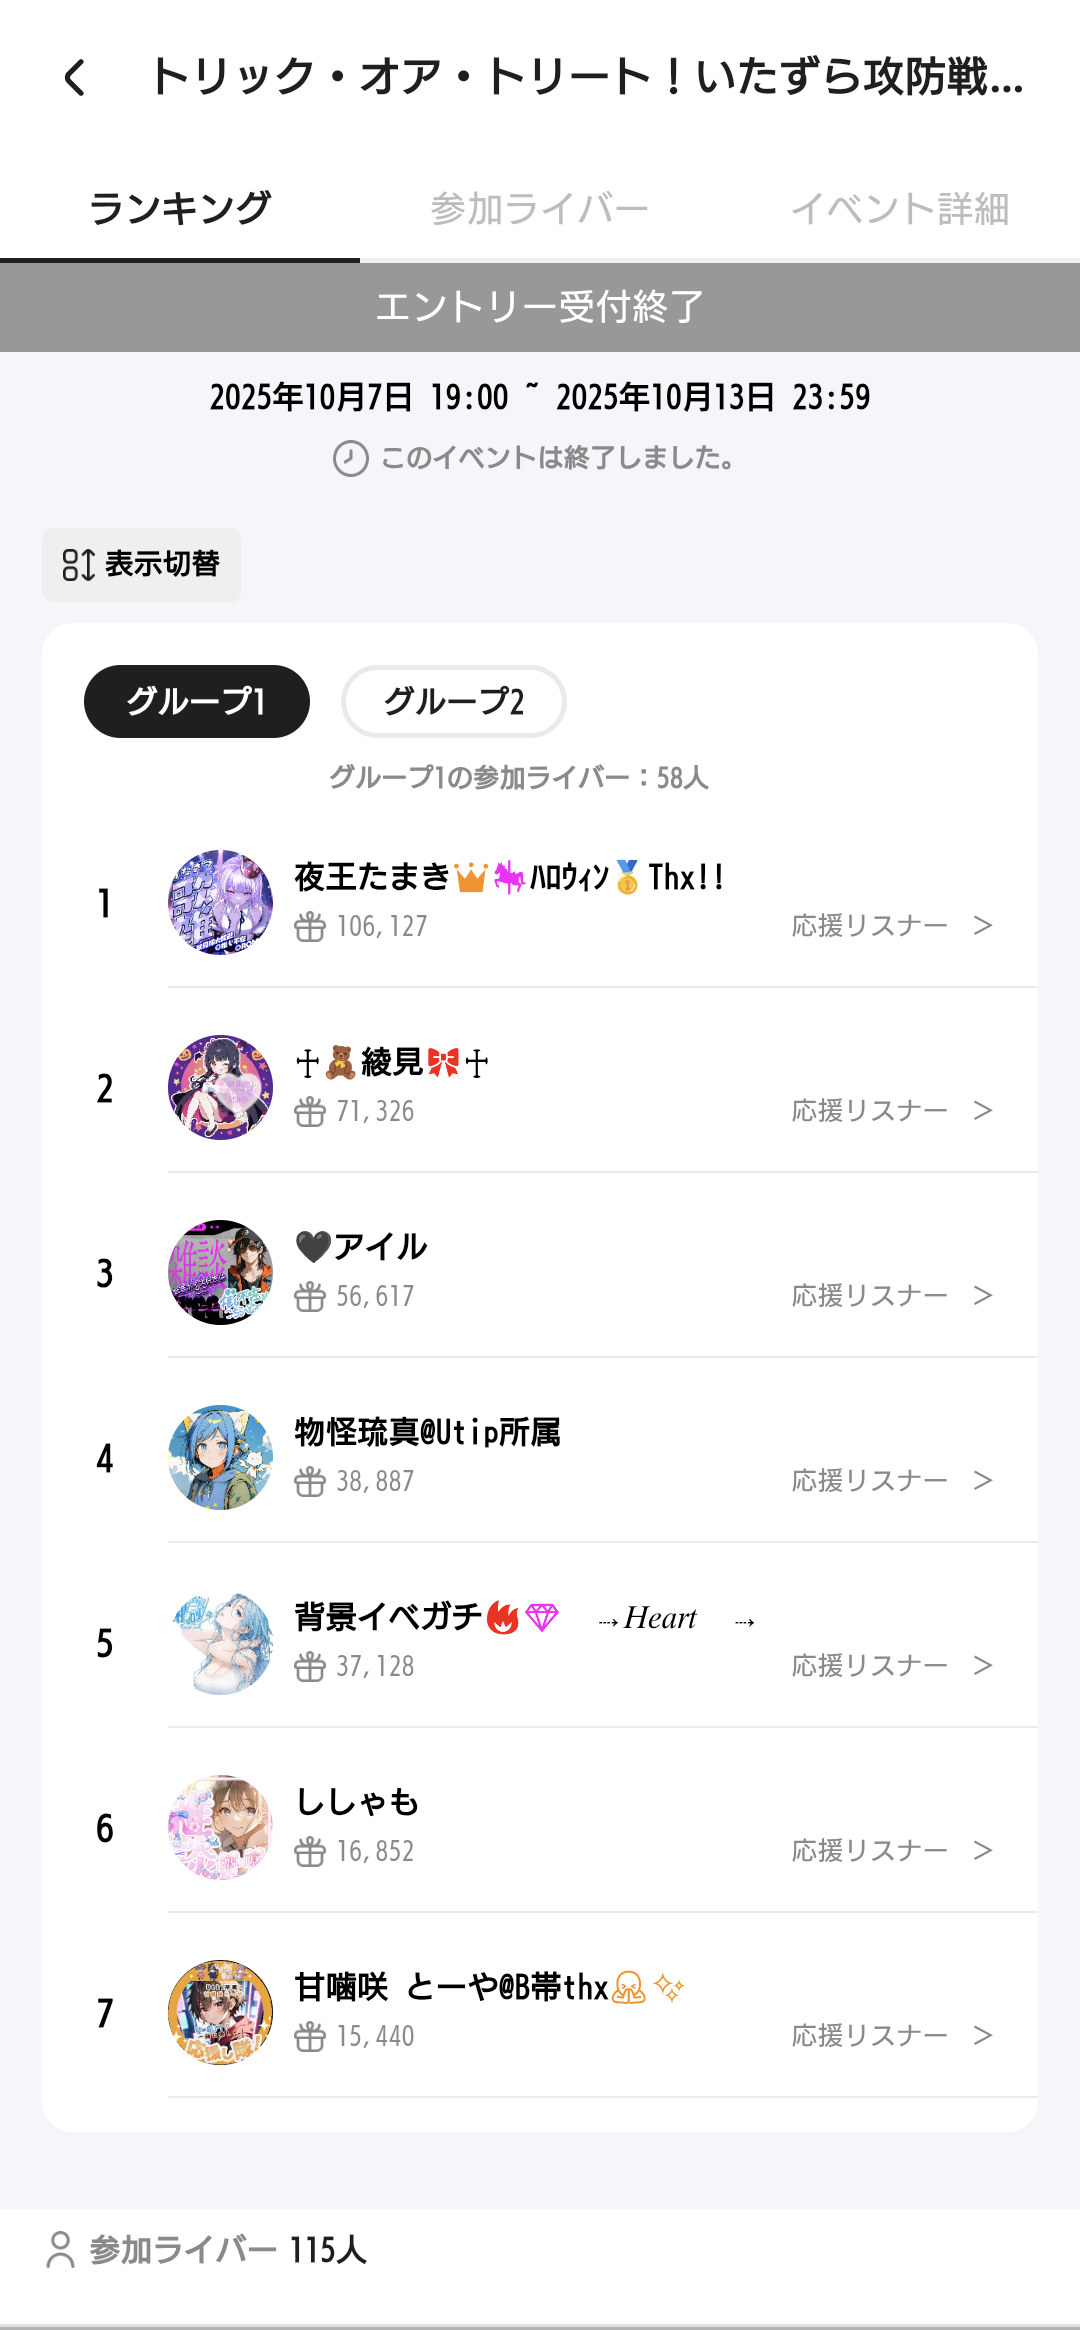 トリック・オア・トリート！いたずら攻防戦...
ランキング 参加ライバー イベント詳細
エントリー受付終了
2025年10月7日 19:00 ~ 2025年10月13日 23:59
このイベントは終了しました。
表示切替
グループ1 グループ2
グループ1の参加ライバー：58人
1 夜王たまき👑🎠ﾊﾛｳｨﾝ🥇Thx!!
106,127 応援リスナー >
2 ☩🧸綾見🎀☩
71,326 応援リスナー >
3 🖤アイル
56,617 応援リスナー >
4 物怪琉真@Utip所属
38,887 応援リスナー >
5 背景イベガチ🔥💎 ⤑Heart ⤑
37,128 応援リスナー >
6 ししゃも
16,852 応援リスナー >
7 甘噛咲 とーや@B帯thx🙏✨
15,440 応援リスナー >
参加ライバー 115人